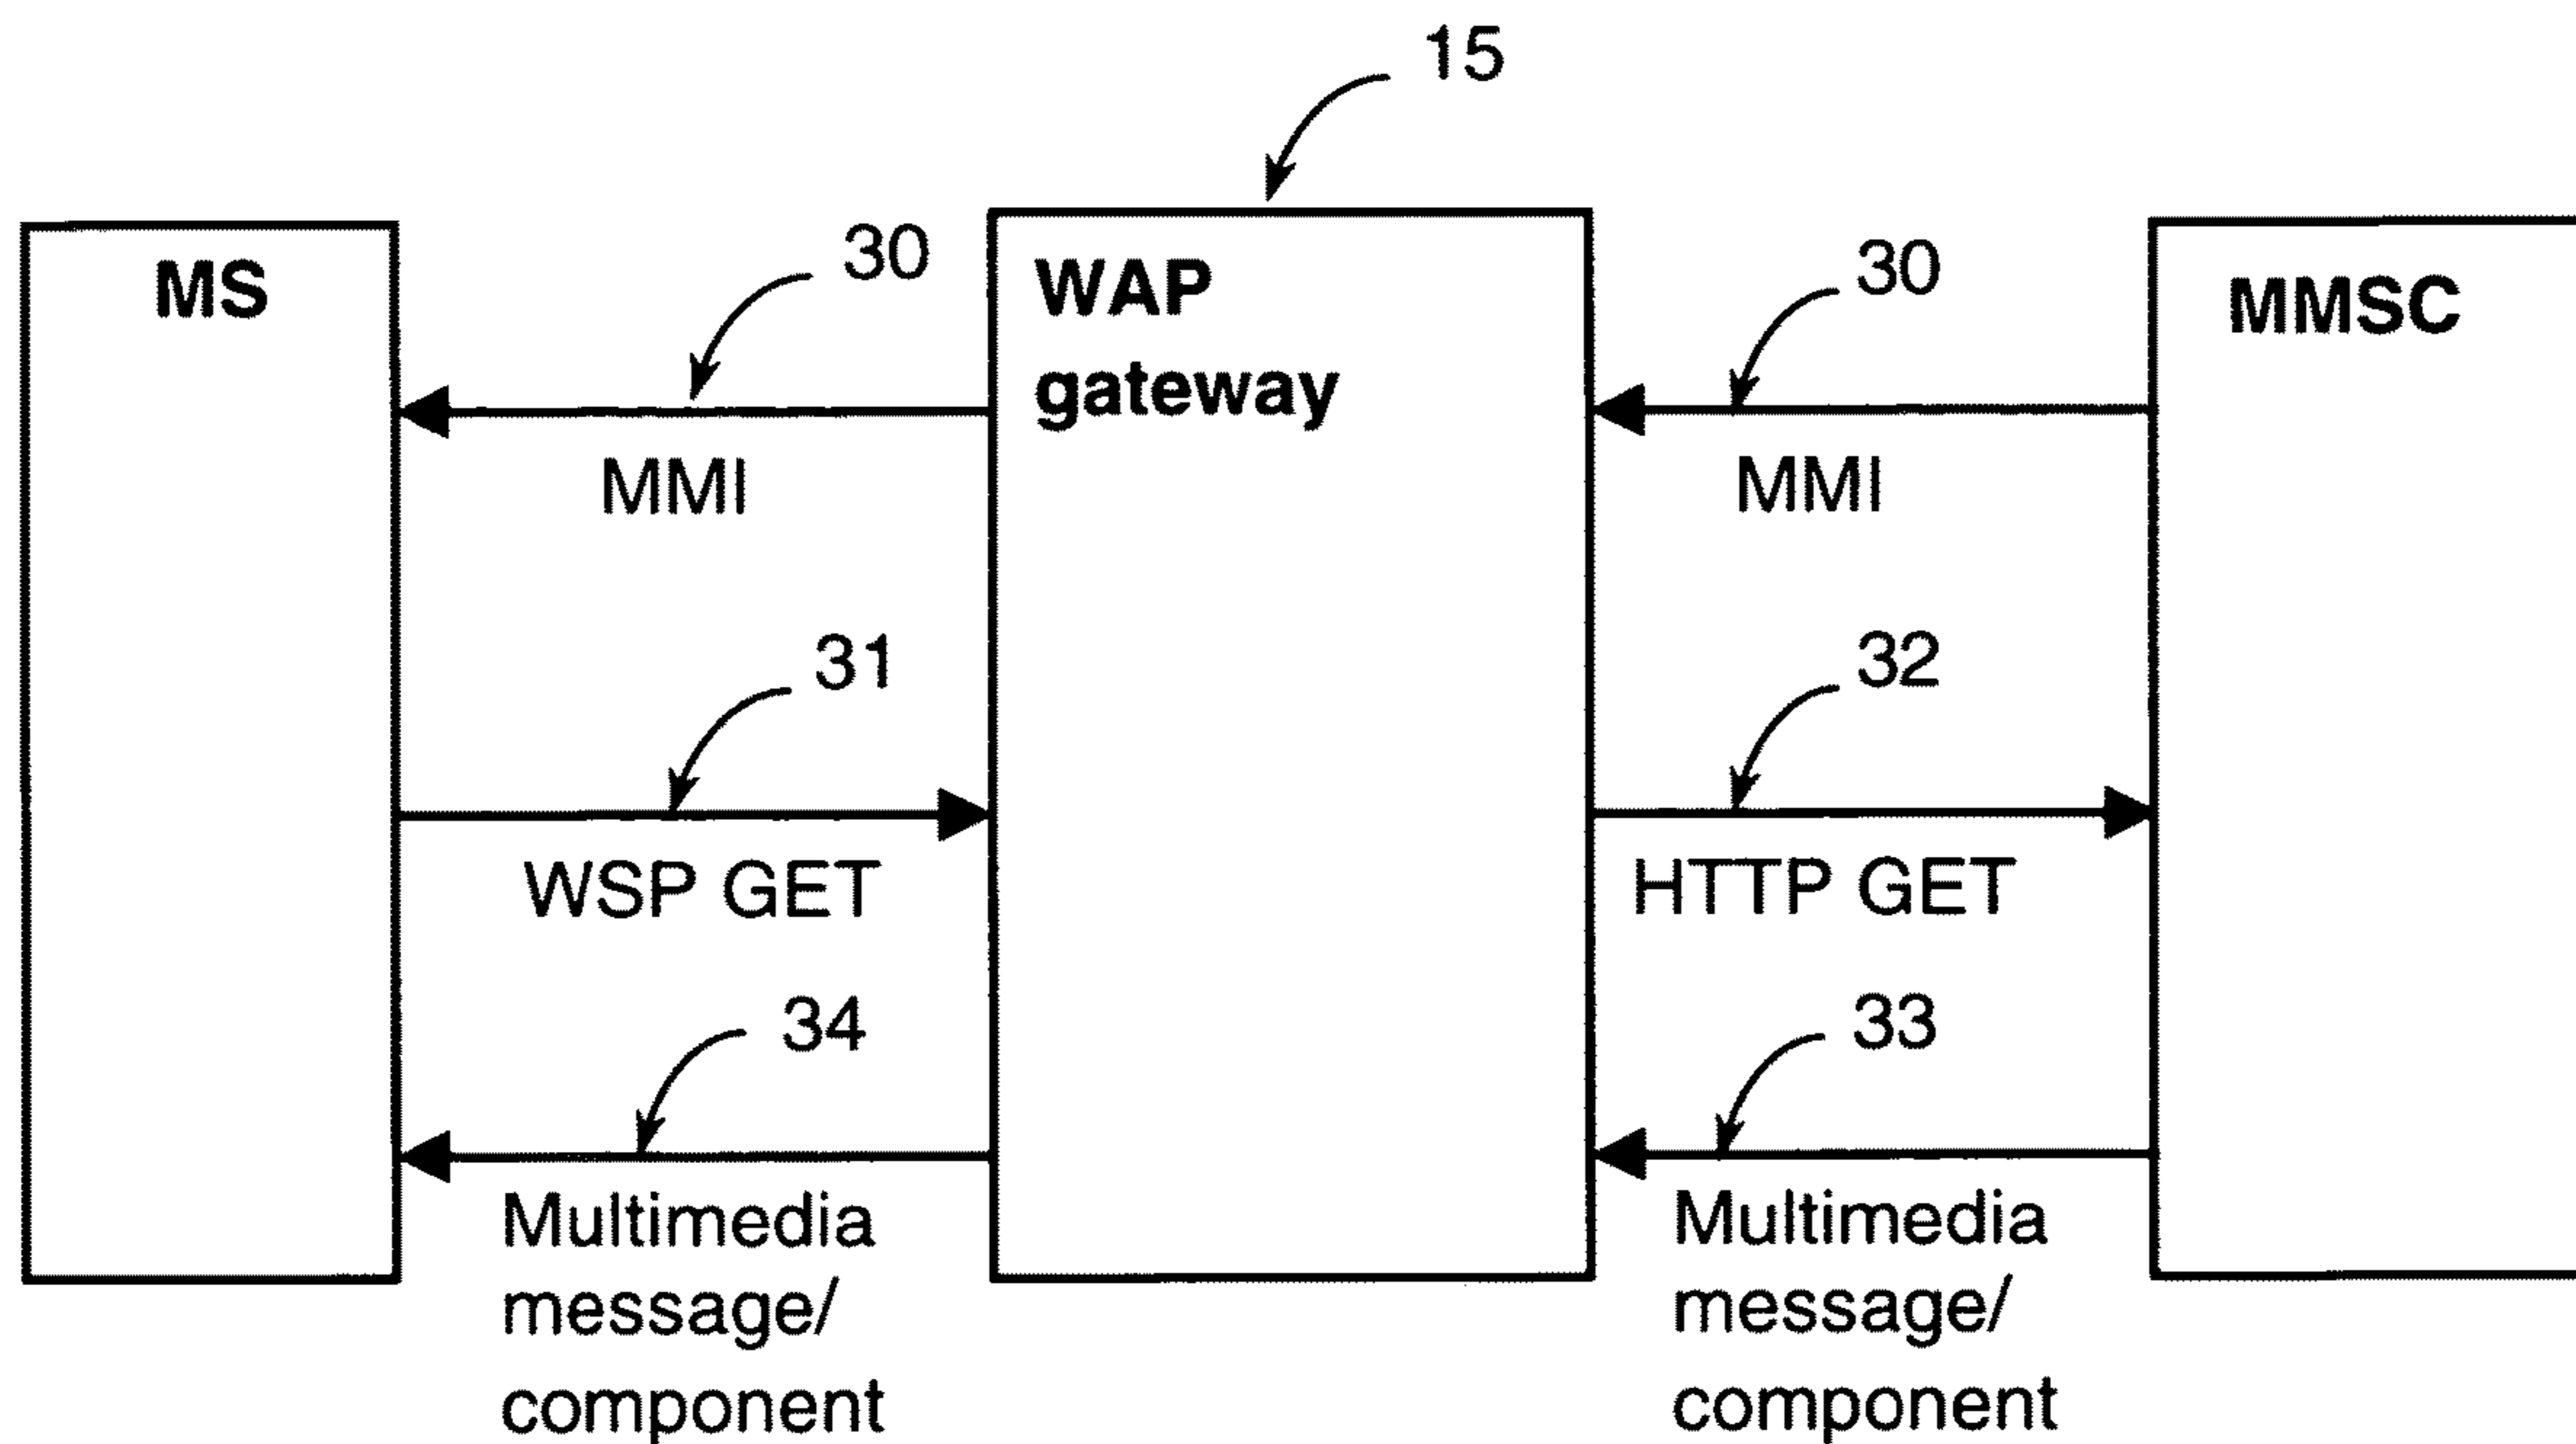 15
30
30
MS
WAP
gateway
MMSC
MMI
MMI
31
32
WSP GET
HTTP GET
34
33
Multimedia
message/
component
Multimedia
message/
component